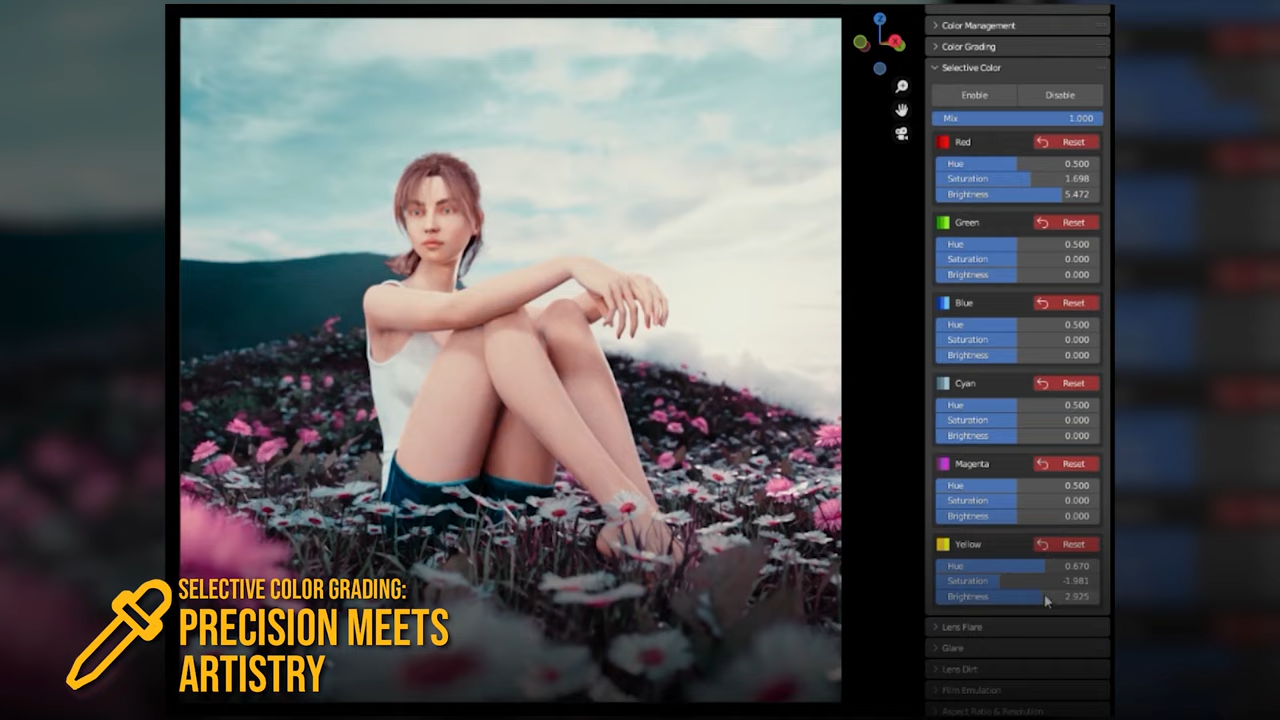 Z
X
Color Management
Color Grading
Selective Color
Enable Disable
Mix 1.000
Red Reset
Hue 0.500
Saturation 1.698
Brightness 5.472
Green Reset
Hue 0.500
Saturation 0.000
Brightness 0.000
Blue Reset
Hue 0.500
Saturation 0.000
Brightness 0.000
Cyan Reset
Hue 0.500
Saturation 0.000
Brightness 0.000
Magenta Reset
Hue 0.500
Saturation 0.000
Brightness 0.000
Yellow Reset
Hue 0.670
Saturation -1.981
Brightness 2.925
Lens Flare
Glare
Lens Dirt
Film Emulation
Aspect Ratio & Resolution
SELECTIVE COLOR GRADING:
PRECISION MEETS
ARTISTRY